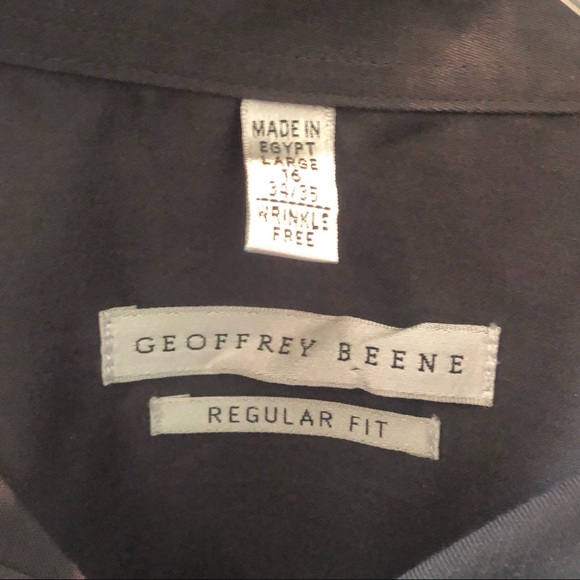 MADE IN
EGYPT
LARGE
16
34/35
WRINKLE
FREE
GEOFFREY BEENE
REGULAR FIT